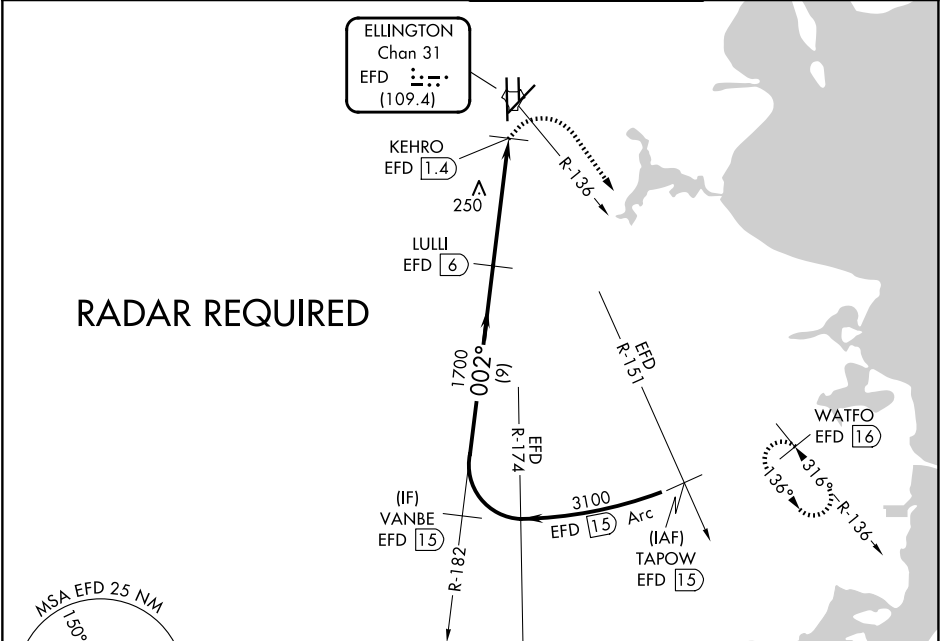 ELLINGTON
Chan 31
EFD
(109.4)
KEHRO
EFD 1.4
R-136
250
LULLI
EFD 6
RADAR REQUIRED
1700
002°
(9)
EFD
R-151
EFD
R-174
WATFO
EFD 16
316°
136°
R-136
3100
EFD 15 Arc
(IF)
VANBE
EFD 15
R-182
(IAF)
TAPOW
EFD 15
MSA EFD 25 NM
150°